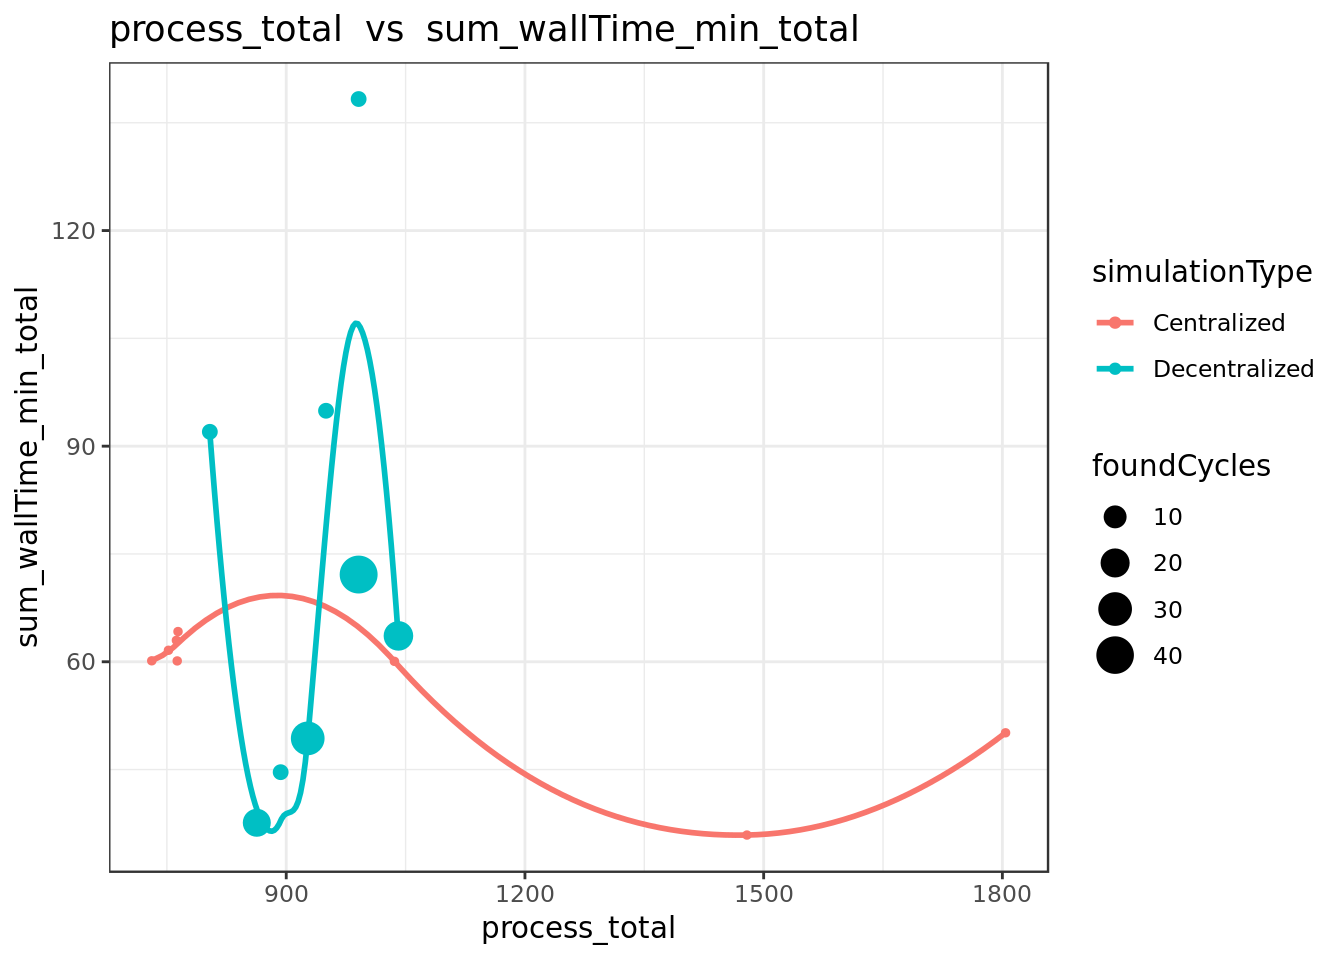 process_total  vs  sum_wallTime_min_total
sum_wallTime_min_total
120
90
60
900
1200
1500
1800
process_total
simulationType
Centralized
Decentralized
foundCycles
10
20
30
40